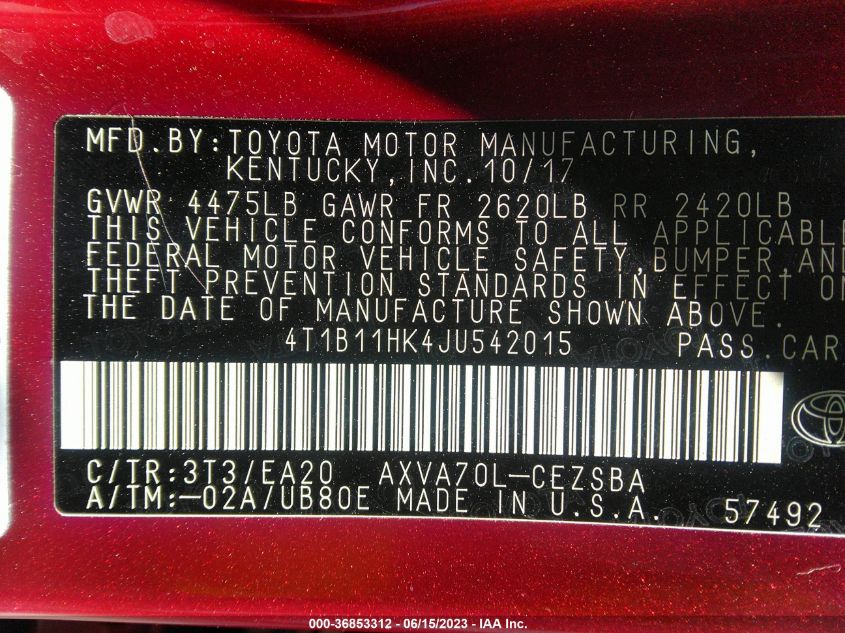 MFD.BY:TOYOTA MOTOR MANUFACTURING,
KENTUCKY,INC.10/17
GVWR 4475LB GAWR FR 2620LB RR 2420LB
THIS VEHICLE CONFORMS TO ALL APPLICABLE
FEDERAL MOTOR VEHICLE SAFETY,BUMPER,AND
THEFT PREVENTION STANDARDS IN EFFECT ON
THE DATE OF MANUFACTURE SHOWN ABOVE.
4T1B11HK4JU542015 PASS.CAR
C/TR:3T3/EA20 AXVA70L-CEZSBA
A/TM:-02A/UB80E MADE IN U.S.A. 57492
000-36853312 - 06/15/2023 - IAA Inc.